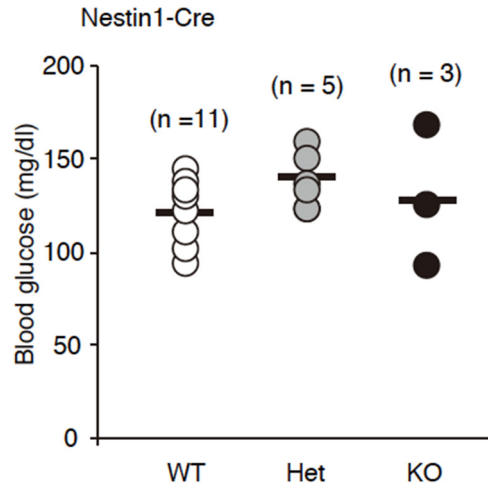 Nestin1-Cre
Blood glucose (mg/dl)
200
150
100
50
0
(n =11)
(n = 5)
(n = 3)
WT
Het
KO